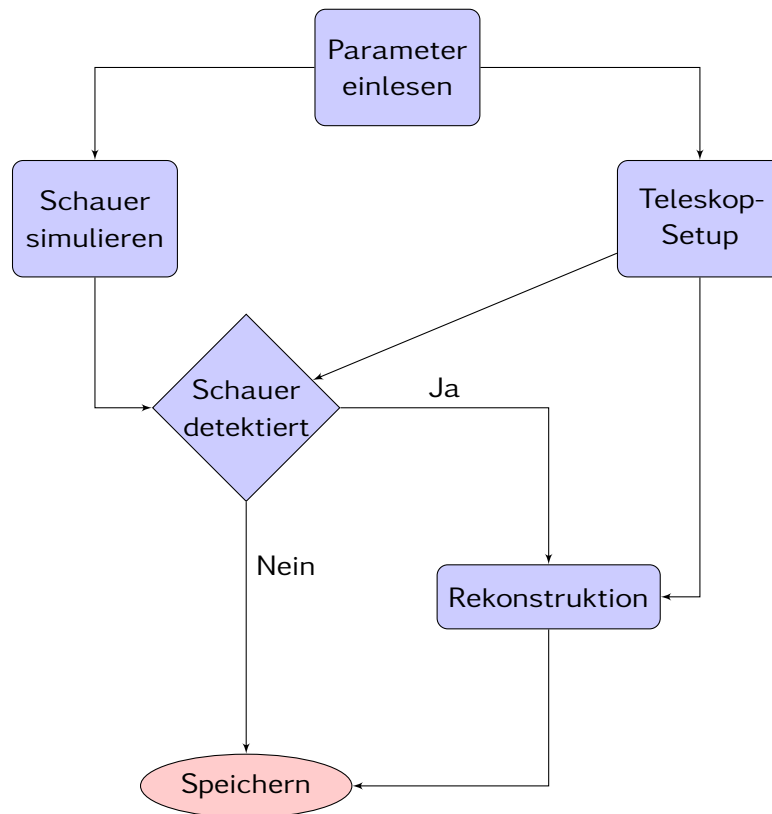 Parameter
einlesen
Schauer
simulieren
Teleskop-
Setup
Schauer
detektiert
Ja
Nein
Rekonstruktion
Speichern